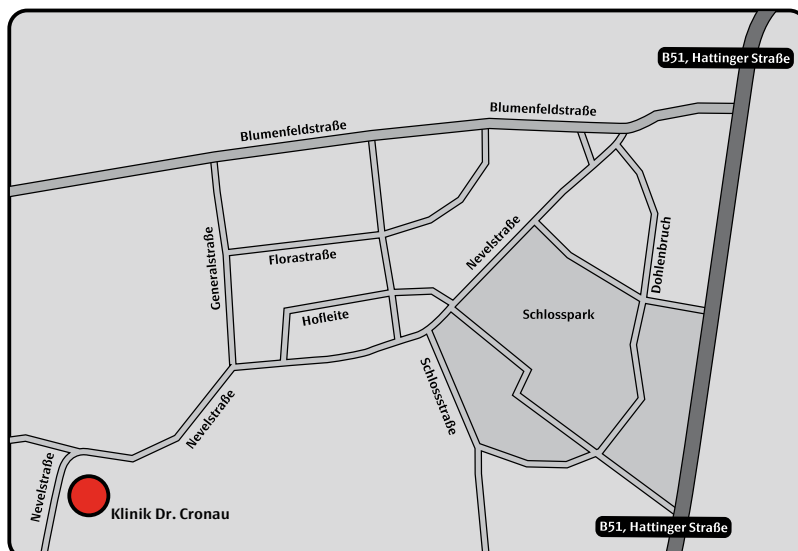 B51, Hattinger Straße
Blumenfeldstraße
Blumenfeldstraße
Nevelstraße
Dohlenbruch
Generalstraße
Florastraße
Hofleite
Schlosspark
Schlossstraße
Nevelstraße
Nevelstraße
Klinik Dr. Cronau
B51, Hattinger Straße